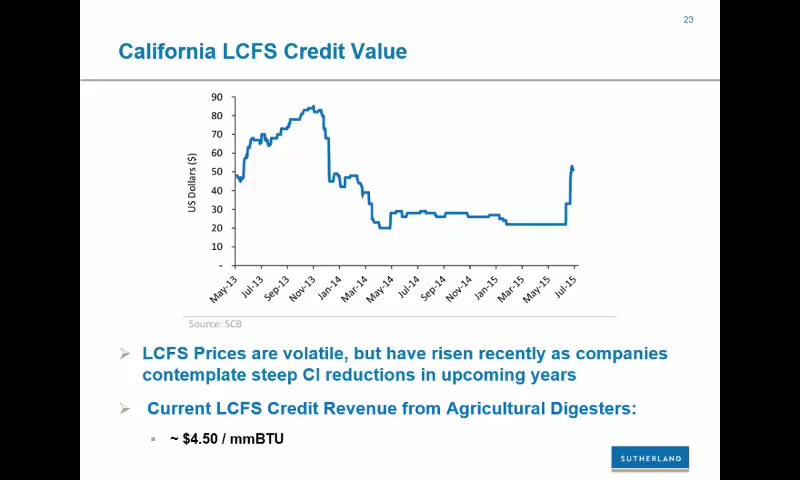 23
California LCFS Credit Value
90
80
70
60
50
40
30
20
10
-
US Dollars ($)
May-13 Jul-13 Sep-13 Nov-13 Jan-14 Mar-14 May-14 Jul-14 Sep-14 Nov-14 Jan-15 Mar-15 May-15 Jul-15
Source: SCB
LCFS Prices are volatile, but have risen recently as companies
contemplate steep CI reductions in upcoming years
Current LCFS Credit Revenue from Agricultural Digesters:
~ $4.50 / mmBTU
SUTHERLAND